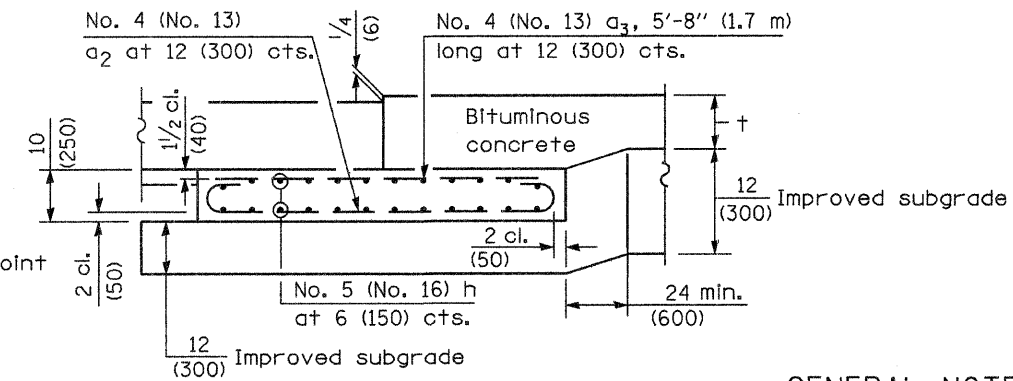 No. 4 (No. 13)
a2 at 12 (300) cts.
1/4
(6)
No. 4 (No. 13) a3, 5'-8" (1.7 m)
long at 12 (300) cts.
1 1/2 cl.
(40)
10
(250)
Bituminous
concrete
t
12
(300) Improved subgrade
2 cl.
(50)
oint
2 cl.
(50)
No. 5 (No. 16) h
at 6 (150) cts.
24 min.
(600)
12
(300) Improved subgrade
GENERAL NOTE